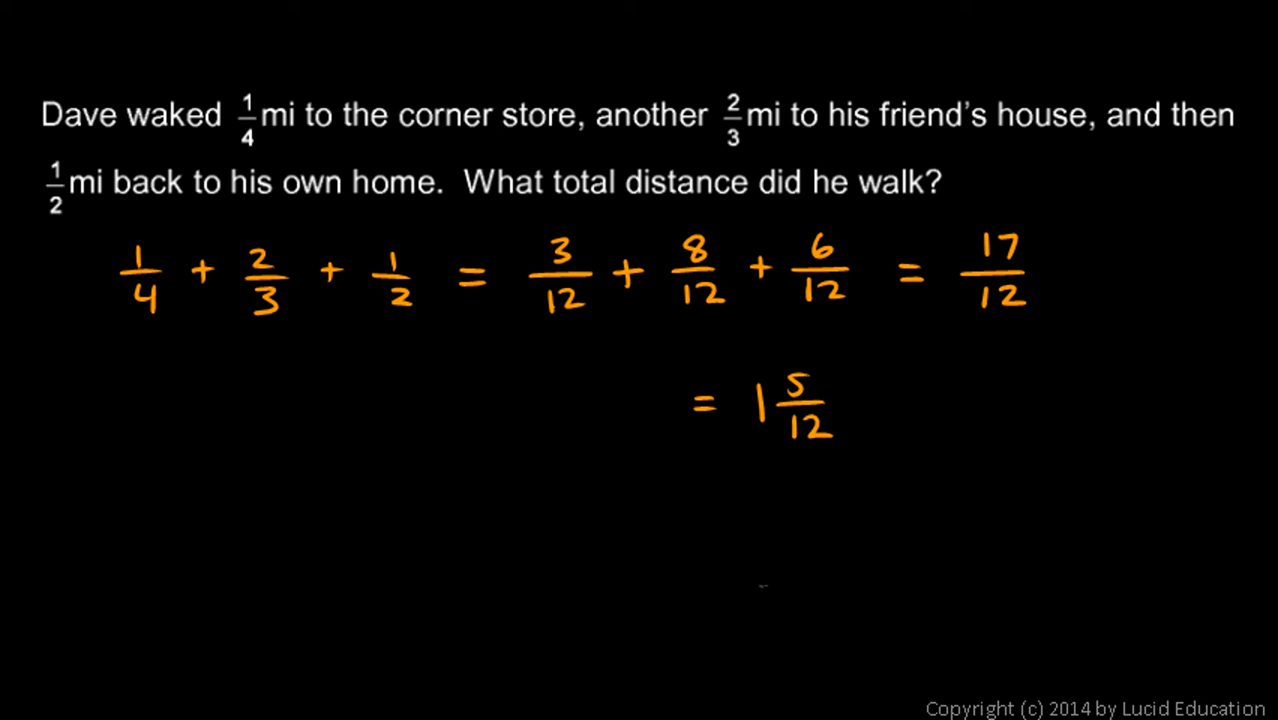 Dave waked 1/4 mi to the corner store, another 2/3 mi to his friend's house, and then
1/2 mi back to his own home. What total distance did he walk?
1/4 + 2/3 + 1/2 = 3/12 + 8/12 + 6/12 = 17/12
= 1 5/12
Copyright (c) 2014 by Lucid Education